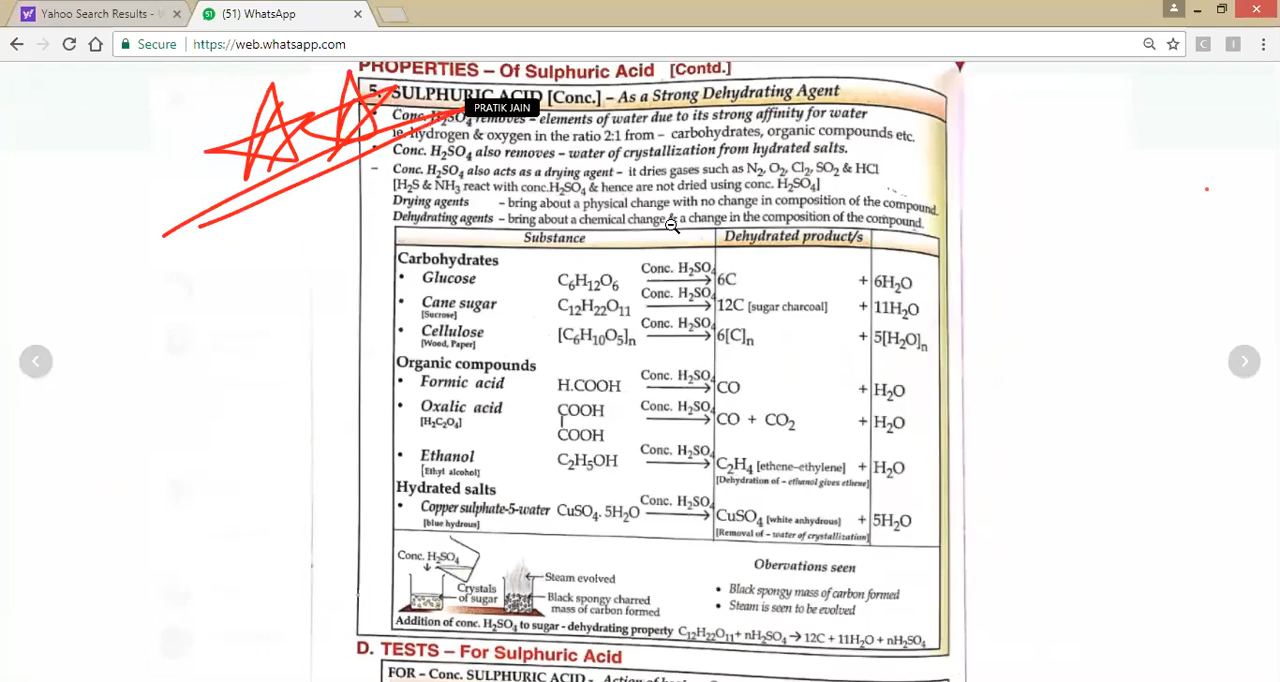 Yahoo Search Results -
(51) WhatsApp
Secure | https://web.whatsapp.com
PROPERTIES – Of Sulphuric Acid [Contd.]
5. SULPHURIC ACID [Conc.] – As a Strong Dehydrating Agent
PRATIK JAIN
• Conc. H₂SO₄ removes – elements of water due to its strong affinity for water
ie. hydrogen & oxygen in the ratio 2:1 from – carbohydrates, organic compounds etc.
• Conc. H₂SO₄ also removes – water of crystallization from hydrated salts.
– Conc. H₂SO₄ also acts as a drying agent – it dries gases such as N₂, O₂, Cl₂, SO₂ & HCl
[H₂S & NH₃ react with conc.H₂SO₄ & hence are not dried using conc. H₂SO₄]
Drying agents – bring about a physical change with no change in composition of the compound.
Dehydrating agents – bring about a chemical change & a change in the composition of the compound.
Substance Dehydrated product/s
Carbohydrates
• Glucose C₆H₁₂O₆ Conc. H₂SO₄ → 6C + 6H₂O
• Cane sugar C₁₂H₂₂O₁₁ Conc. H₂SO₄ → 12C [sugar charcoal] + 11H₂O
[Sucrose]
• Cellulose [C₆H₁₀O₅]n Conc. H₂SO₄ → 6[C]n + 5[H₂O]n
[Wood, Paper]
Organic compounds
• Formic acid H.COOH Conc. H₂SO₄ → CO + H₂O
• Oxalic acid COOH Conc. H₂SO₄ → CO + CO₂ + H₂O
[H₂C₂O₄] COOH
• Ethanol C₂H₅OH Conc. H₂SO₄ → C₂H₄ [ethene–ethylene] + H₂O
[Ethyl alcohol] [Dehydration of – ethanol gives ethene]
Hydrated salts
• Copper sulphate-5-water CuSO₄. 5H₂O Conc. H₂SO₄ → CuSO₄ [white anhydrous] + 5H₂O
[blue hydrous] [Removal of – water of crystallization]
Conc. H₂SO₄
Crystals
of sugar
Steam evolved
Black spongy charred
mass of carbon formed
Obervations seen
• Black spongy mass of carbon formed
• Steam is seen to be evolved
Addition of conc. H₂SO₄ to sugar - dehydrating property C₁₂H₂₂O₁₁+ nH₂SO₄ → 12C + 11H₂O + nH₂SO₄
D. TESTS – For Sulphuric Acid
FOR – Conc. SULPHURIC ACID -